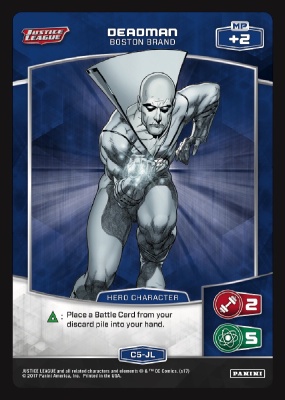 JUSTICE LEAGUE
DEADMAN
BOSTON BRAND
MP
+2
HERO CHARACTER
: Place a Battle Card from your
discard pile into your hand.
2
5
C5-JL
JUSTICE LEAGUE and all related characters and elements © & ™ DC Comics. (s17)
© 2017 Panini America, Inc. Printed in the USA.
PANINI